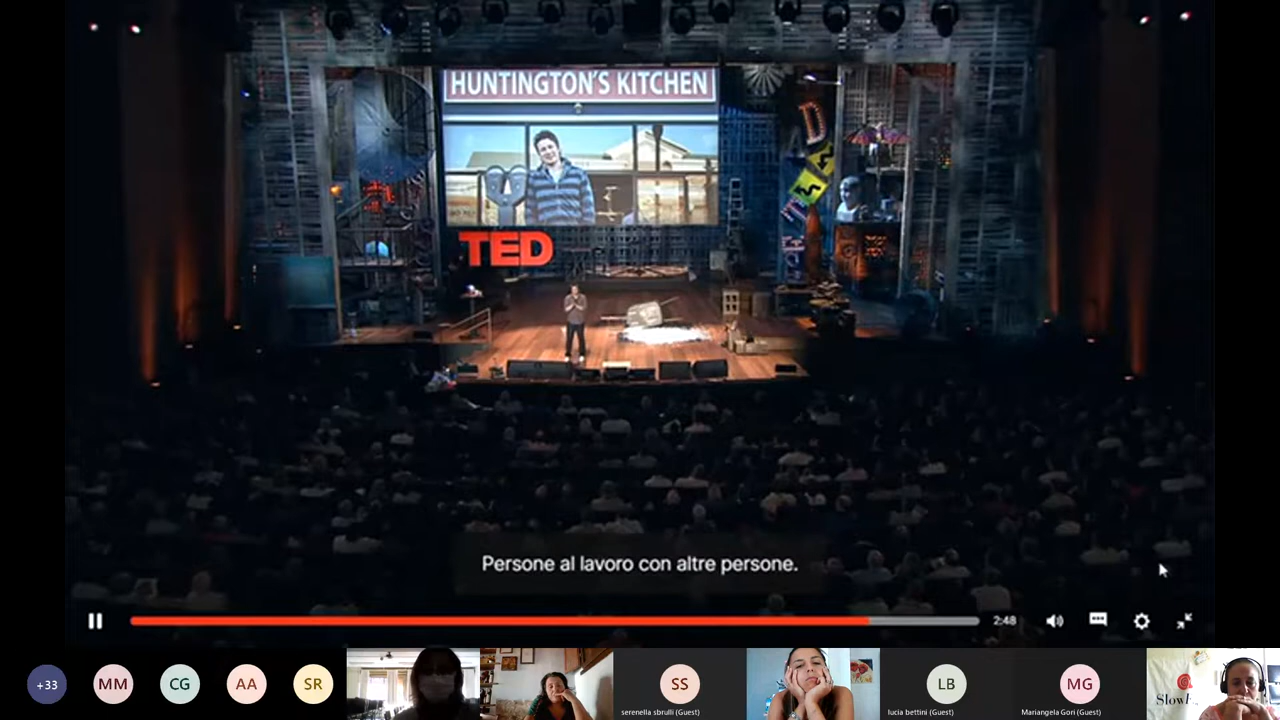 HUNTINGTON'S KITCHEN
TED
Persone al lavoro con altre persone.
2:48
+33
MM
CG
AA
SR
SS
LB
MG
serenella sbrulli (Guest)
lucia bettini (Guest)
Mariangela Gori (Guest)